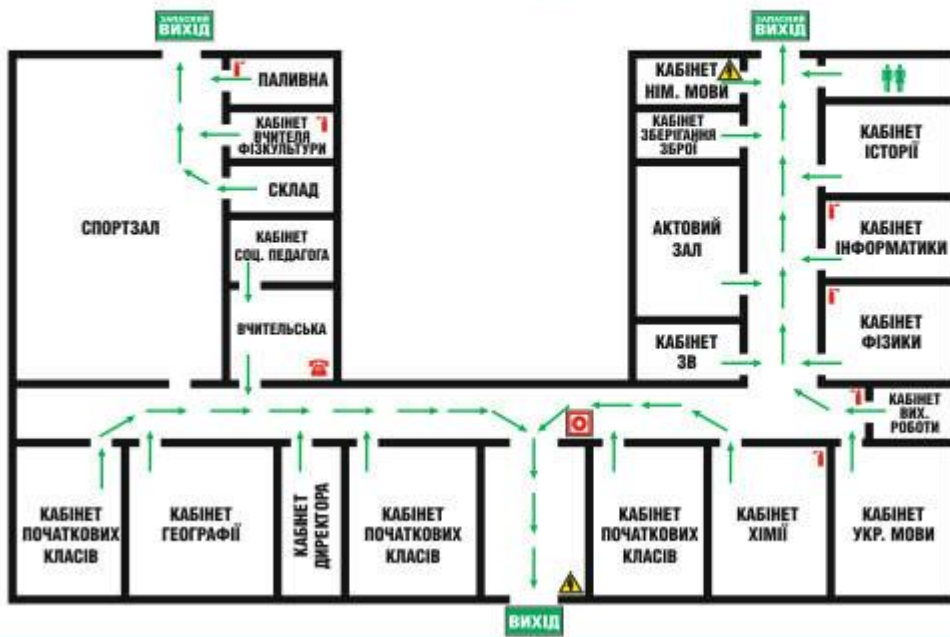 ЗАПАСНИЙ
ВИХІД
ЗАПАСНИЙ
ВИХІД
ПАЛИВНА
КАБІНЕТ
ВЧИТЕЛЯ
ФІЗКУЛЬТУРИ
СКЛАД
СПОРТЗАЛ
КАБІНЕТ
СОЦ. ПЕДАГОГА
ВЧИТЕЛЬСЬКА
КАБІНЕТ
НІМ. МОВИ
КАБІНЕТ
ЗБЕРІГАННЯ
ЗБРОЇ
АКТОВИЙ
ЗАЛ
КАБІНЕТ
ЗВ
КАБІНЕТ
ІСТОРІЇ
КАБІНЕТ
ІНФОРМАТИКИ
КАБІНЕТ
ФІЗИКИ
КАБІНЕТ
ВИХ.
РОБОТИ
КАБІНЕТ
ПОЧАТКОВИХ
КЛАСІВ
КАБІНЕТ
ГЕОГРАФІЇ
КАБІНЕТ
ДИРЕКТОРА
КАБІНЕТ
ПОЧАТКОВИХ
КЛАСІВ
КАБІНЕТ
ПОЧАТКОВИХ
КЛАСІВ
КАБІНЕТ
ХІМІЇ
КАБІНЕТ
УКР. МОВИ
ВИХІД